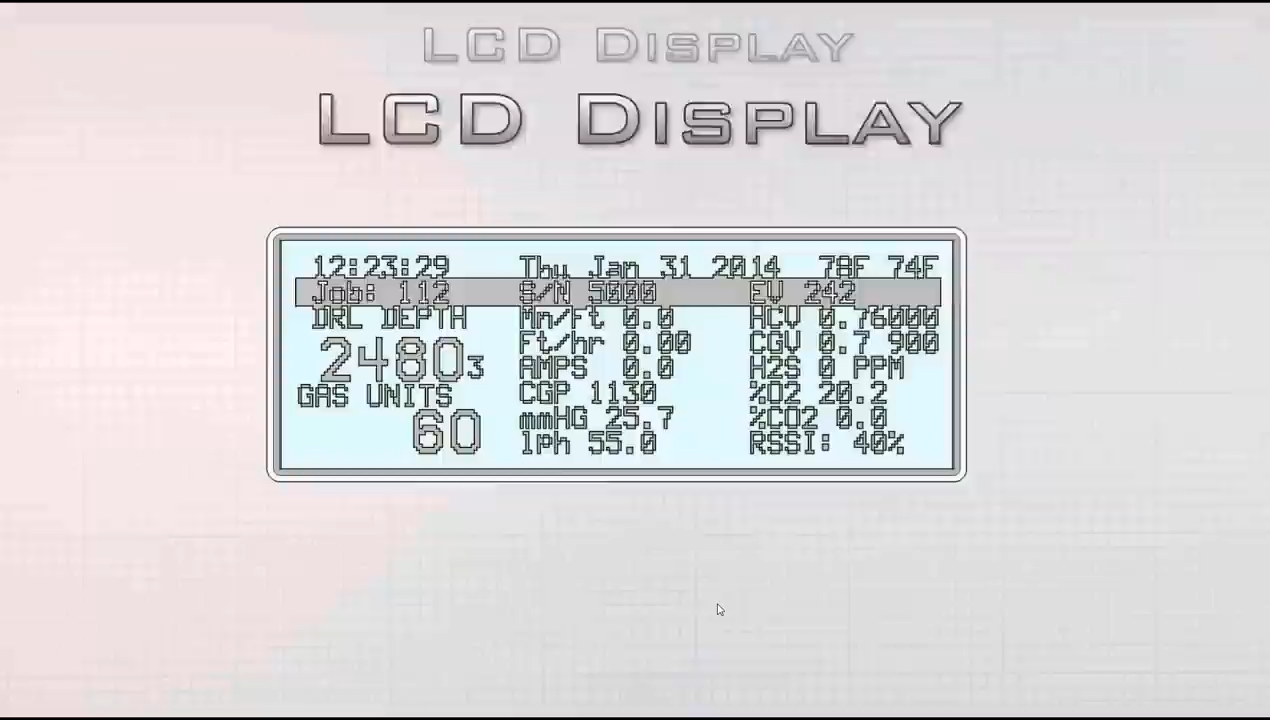 LCD DISPLAY
LCD DISPLAY
12:23:29 Thu Jan 31 2014 78F 74F
Job: 112 S/N 5000 EV 242
DRL DEPTH Mn/ft 0.0 ACV 0.76000
2480 3 Ft/hr 0.00 CGV 0.7 900
AMPS 0.0 H2S 0 PPM
GAS UNITS CGP 1130 %O2 20.2
60 mmHG 25.7 %CO2 0.0
lPh 55.0 RSSI: 40%